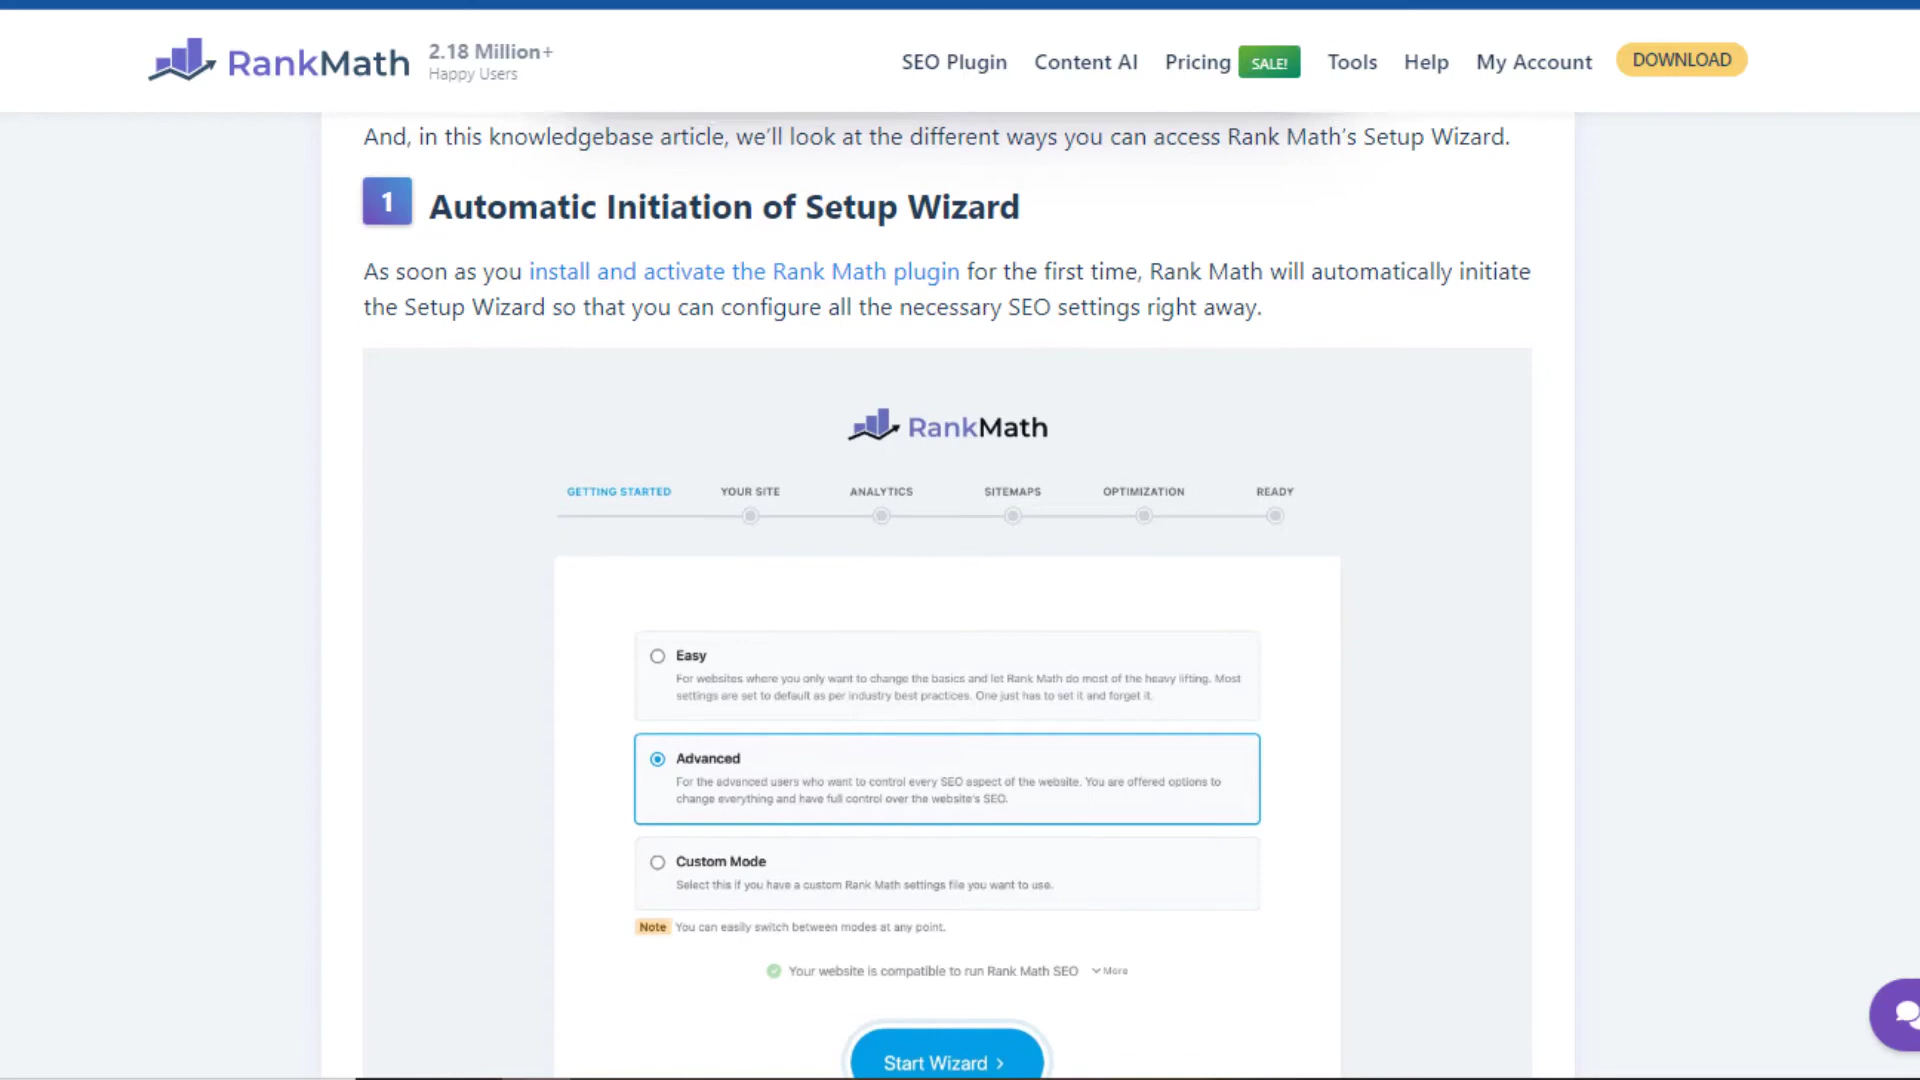 RankMath
2.18 Million+
Happy Users
SEO Plugin
Content AI
Pricing
SALE!
Tools
Help
My Account
DOWNLOAD
And, in this knowledgebase article, we'll look at the different ways you can access Rank Math's Setup Wizard.
1
Automatic Initiation of Setup Wizard
As soon as you install and activate the Rank Math plugin for the first time, Rank Math will automatically initiate
the Setup Wizard so that you can configure all the necessary SEO settings right away.
RankMath
GETTING STARTED
YOUR SITE
ANALYTICS
SITEMAPS
OPTIMIZATION
READY
Easy
For websites where you only want to change the basics and let Rank Math do most of the heavy lifting. Most
settings are set to default as per industry best practices. One just has to set it and forget it.
Advanced
For the advanced users who want to control every SEO aspect of the website. You are offered options to
change everything and have full control over the website's SEO.
Custom Mode
Select this if you have a custom Rank Math settings file you want to use.
Note You can easily switch between modes at any point.
Your website is compatible to run Rank Math SEO
More
Start Wizard